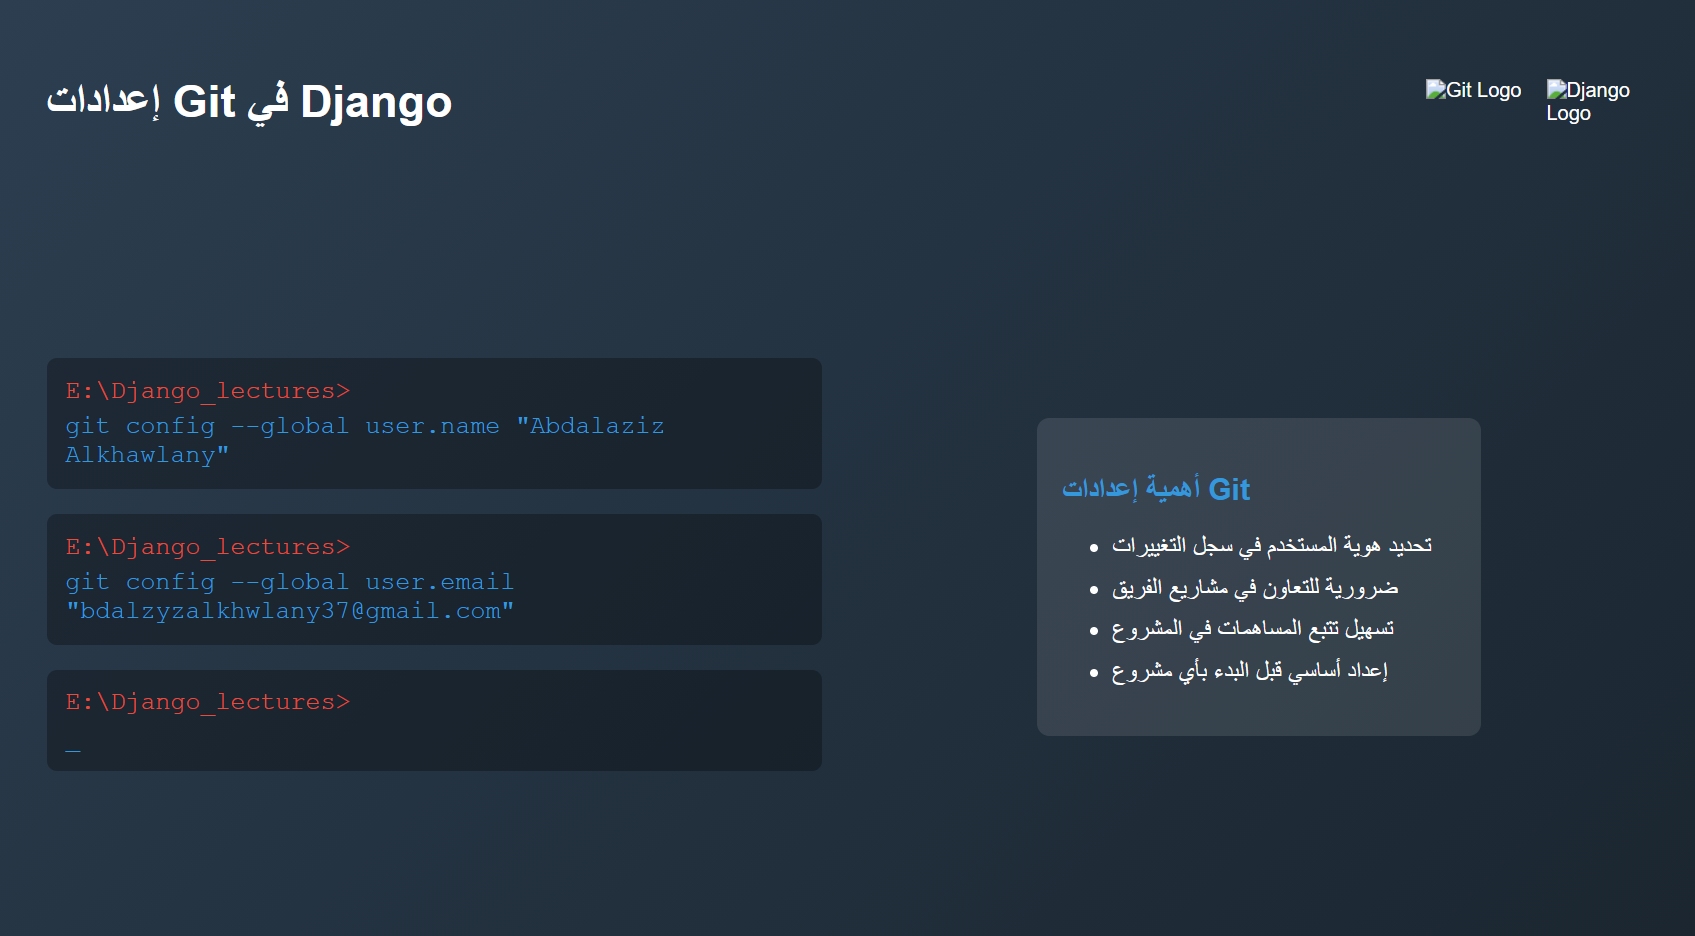 إعدادات Git في Django
Git Logo
Django
Logo
E:\Django_lectures>
git config --global user.name "Abdalaziz
Alkhawlany"
E:\Django_lectures>
git config --global user.email
"bdalzyzalkhwlany37@gmail.com"
E:\Django_lectures>
_
أهمية إعدادات Git
• تحديد هوية المستخدم في سجل التغييرات
• ضرورية للتعاون في مشاريع الفريق
• تسهيل تتبع المساهمات في المشروع
• إعداد أساسي قبل البدء بأي مشروع